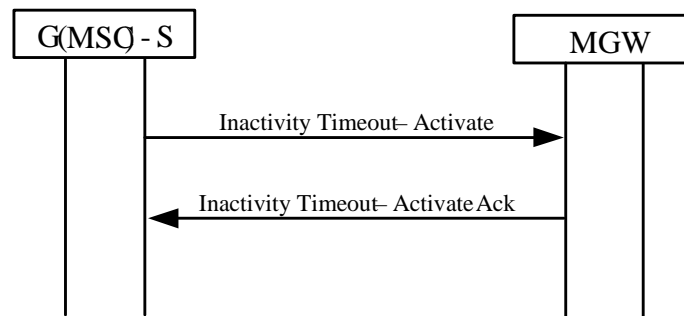 G(MSC) - S
MGW
Inactivity Timeout– Activate
Inactivity Timeout– Activate Ack